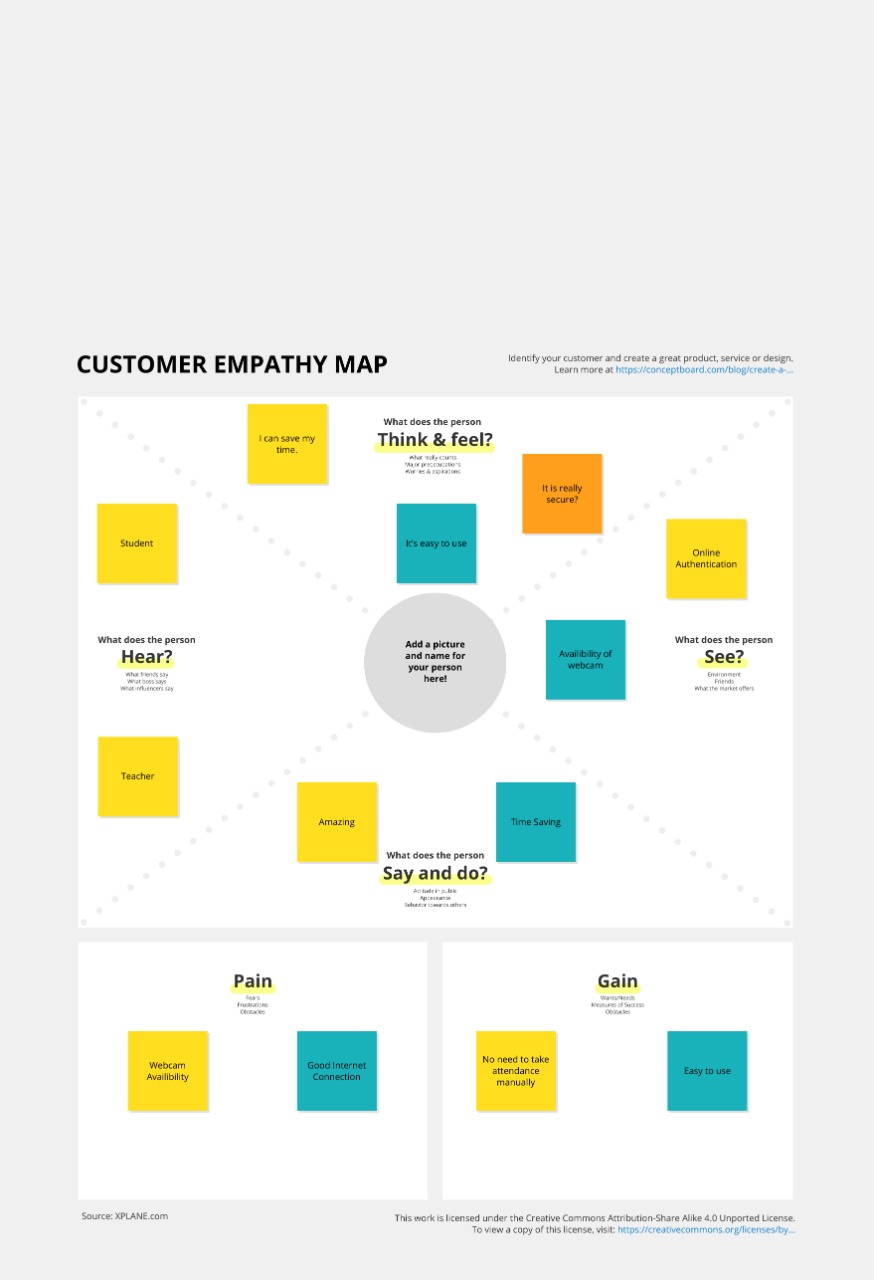 CUSTOMER EMPATHY MAP
Identify your customer and create a great product, service or design.
Learn more at https://conceptboard.com/blog/create-a-...
I can save my
time.
What does the person
Think & feel?
What really counts
Major preoccupations
Worries & aspirations
It is really
secure?
Student
It's easy to use
Online
Authentication
What does the person
Hear?
What friends say
What boss says
What influencers say
Add a picture
and name for
your person
here!
Availibility of
webcam
What does the person
See?
Environment
Friends
What the market offers
Teacher
Amazing
Time Saving
What does the person
Say and do?
Attitude in public
Appearance
Behavior towards others
Pain
Fears
Frustrations
Obstacles
Webcam
Availibility
Good Internet
Connection
Gain
Wants/Needs
Measures of Success
Obstacles
No need to take
attendance
manually
Easy to use
Source: XPLANE.com
This work is licensed under the Creative Commons Attribution-Share Alike 4.0 Unported License.
To view a copy of this license, visit: https://creativecommons.org/licenses/by...